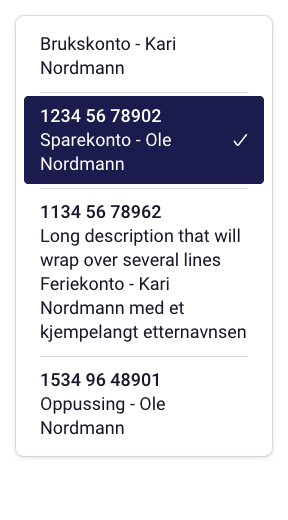 Brukskonto - Kari
Nordmann
1234 56 78902
Sparekonto - Ole
Nordmann
1134 56 78962
Long description that will
wrap over several lines
Feriekonto - Kari
Nordmann med et
kjempelangt etternavnsen
1534 96 48901
Oppussing - Ole
Nordmann